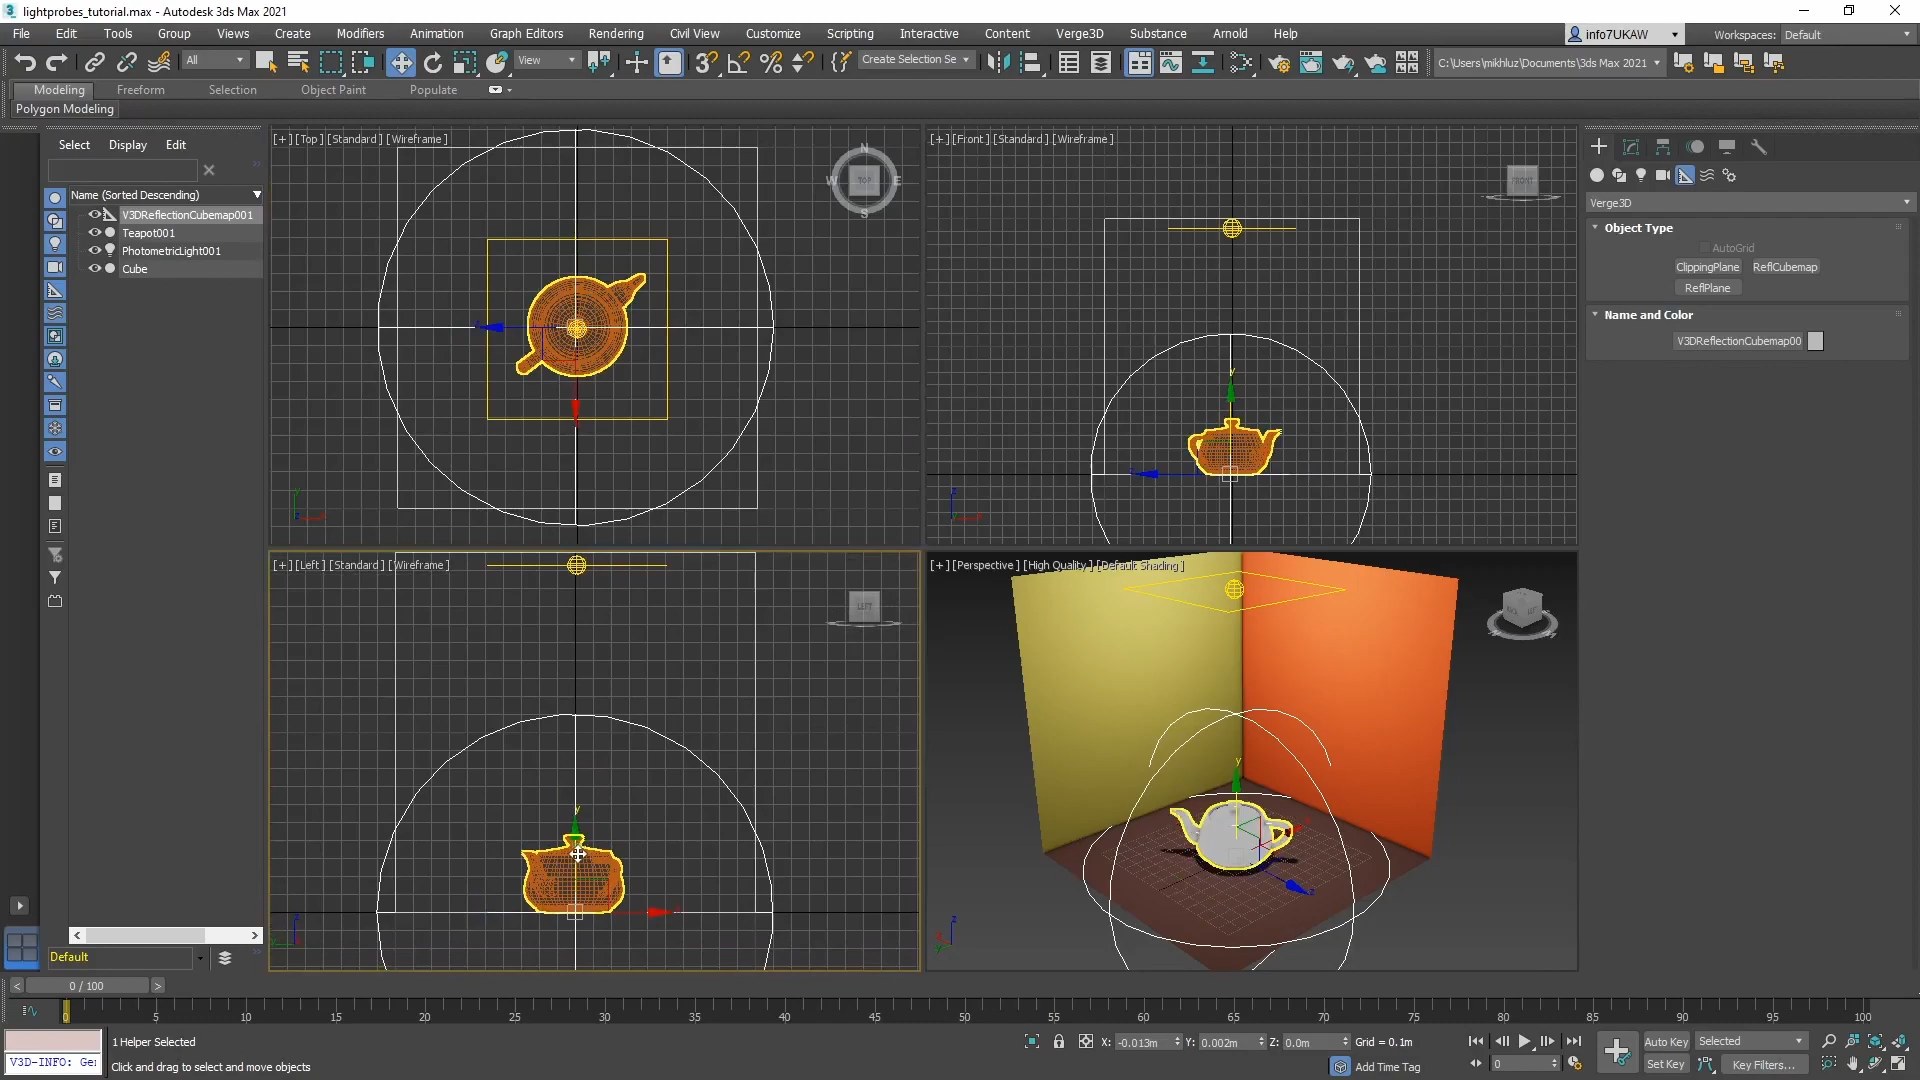 lightprobes_tutorial.max - Autodesk 3ds Max 2021
File Edit Tools Group Views Create Modifiers Animation Graph Editors Rendering Civil View Customize Scripting Interactive Content Verge3D Substance Arnold Help
info7UKAW
Workspaces: Default
All
View
Create Selection Se
C:\Users\mikhluz\Documents\3ds Max 2021
Modeling Freeform Selection Object Paint Populate
Polygon Modeling
Select Display Edit
Name (Sorted Descending)
V3DReflectionCubemap001
Teapot001
PhotometricLight001
Cube
[+] [Top] [Standard] [Wireframe]
N
W TOP E
S
[+] [Front] [Standard] [Wireframe]
FRONT
[+] [Left] [Standard] [Wireframe]
LEFT
[+] [Perspective] [High Quality] [Default Shading]
Verge3D
Object Type
AutoGrid
ClippingPlane ReflCubemap
ReflPlane
Name and Color
V3DReflectionCubemap00
Default
0 / 100
0 5 10 15 20 25 30 35 40 45 50 55 60 65 70 75 80 85 90 95 100
1 Helper Selected
V3D-INFO: Ger
Click and drag to select and move objects
X: -0.013m Y: 0.002m Z: 0.0m Grid = 0.1m
Add Time Tag
0
Auto Key Selected
Set Key Key Filters...